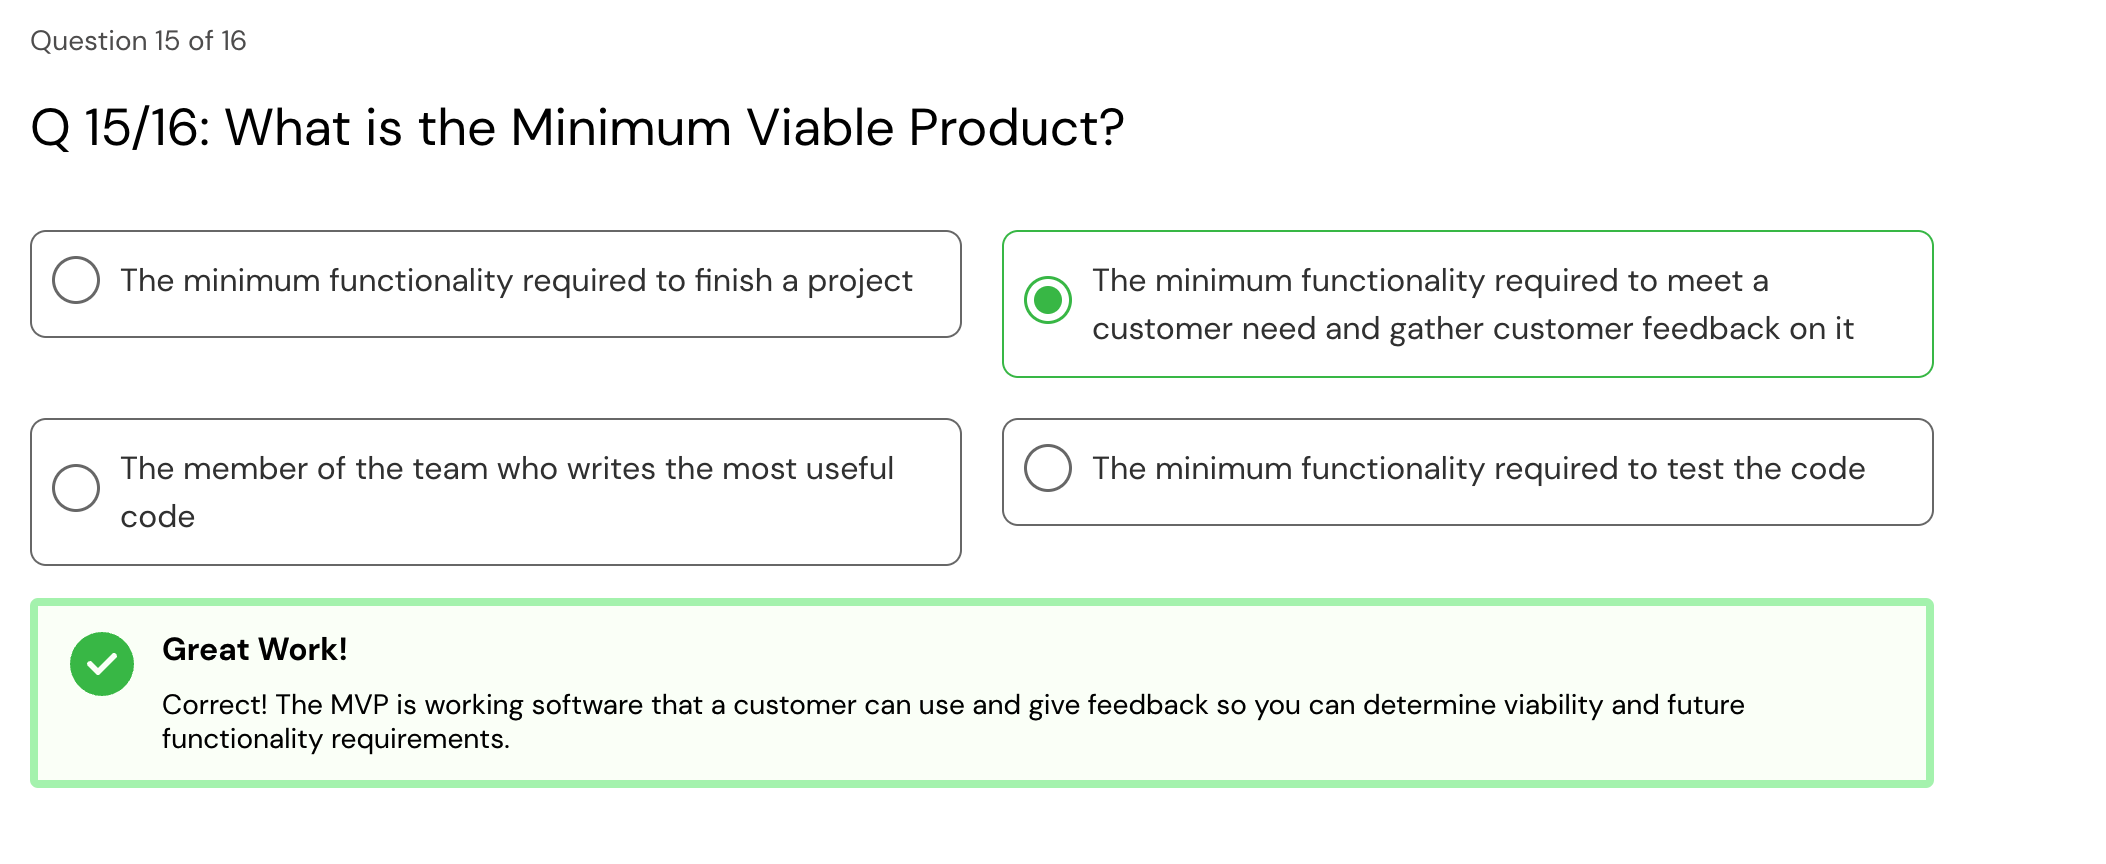 Question 15 of 16
Q 15/16: What is the Minimum Viable Product?
The minimum functionality required to finish a project
The minimum functionality required to meet a
customer need and gather customer feedback on it
The member of the team who writes the most useful
code
The minimum functionality required to test the code
Great Work!
Correct! The MVP is working software that a customer can use and give feedback so you can determine viability and future
functionality requirements.